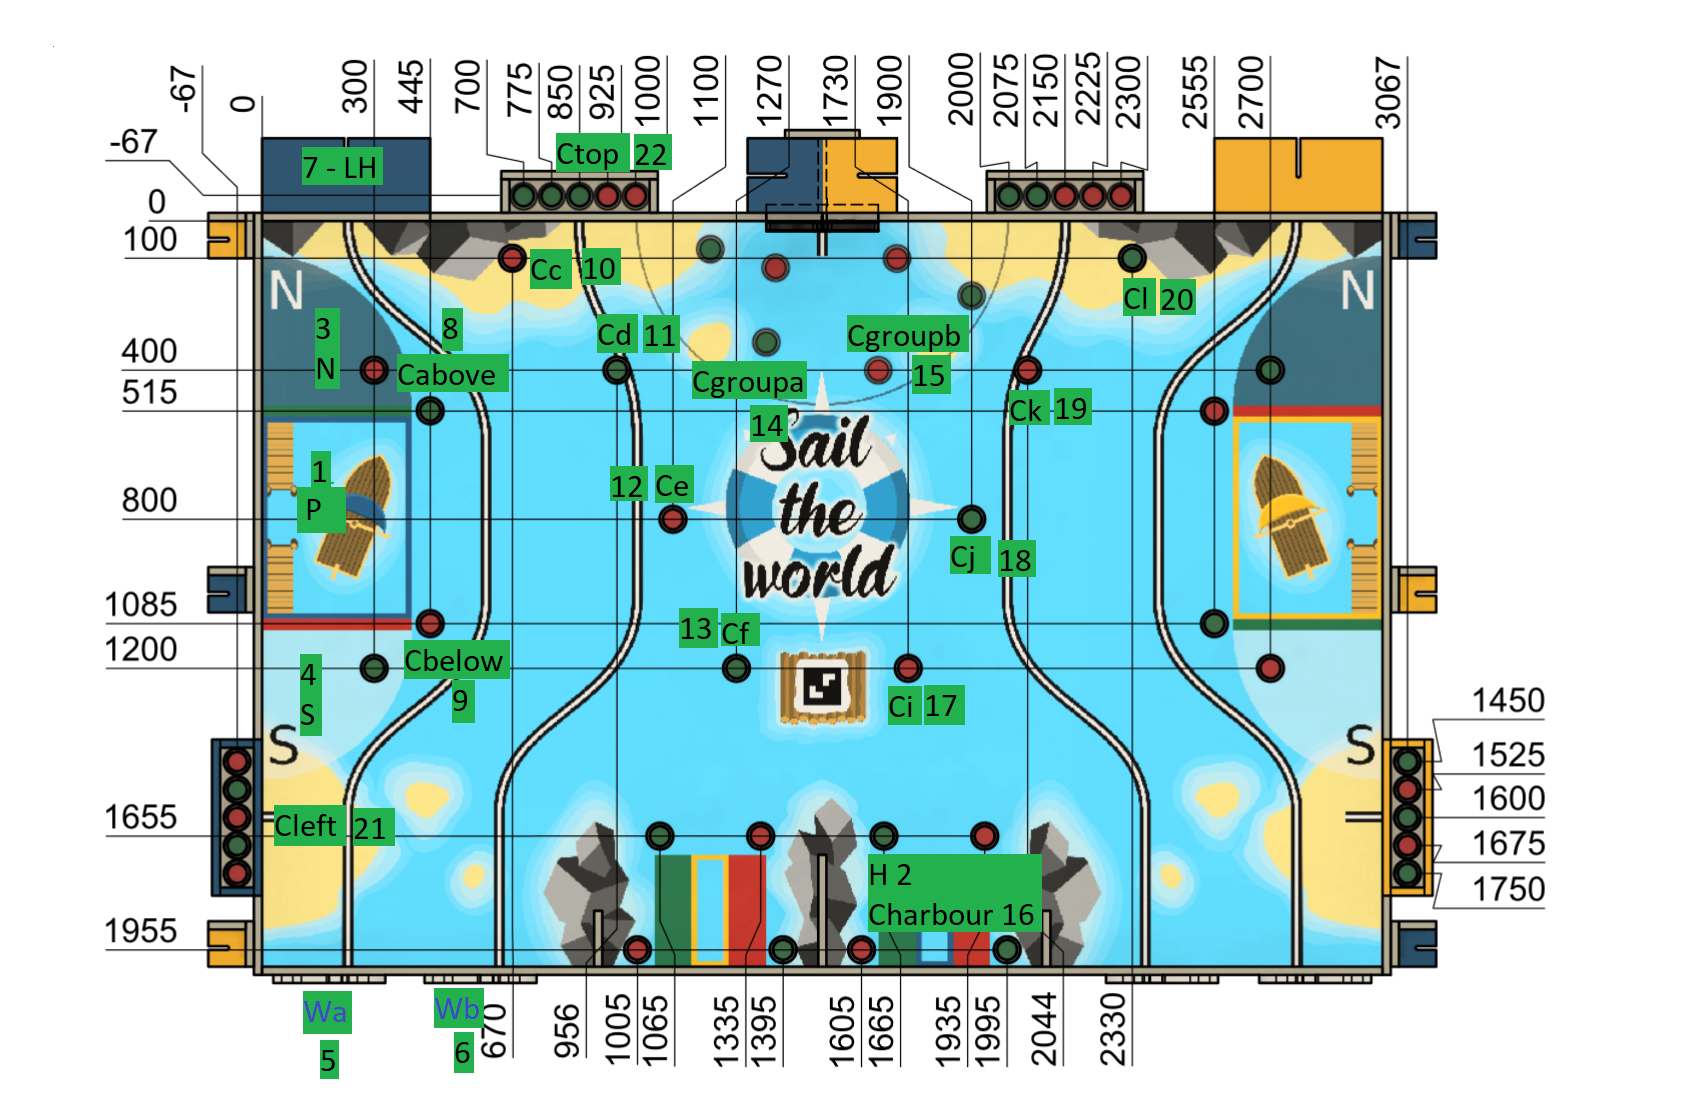 -67
0
300
445
700
775
850
925
1000
1100
1270
1730
1900
2000
2075
2150
2225
2300
2555
2700
3067
-67
7 - LH
Ctop 22
0
100
Cc 10
Cl 20
N
N
3
N
8
Cd 11
Cgroupb
15
400
Cabove
Cgroupa
14
Ck 19
515
Sail
the
world
1
P
12 Ce
800
Cj 18
1085
13 Cf
1200
Cbelow
9
4
S
Ci 17
S
S
1450
1525
1600
1675
1750
1655
Cleft 21
H 2
Charbour 16
1955
Wa
5
Wb
6
670
956
1005
1065
1335
1395
1605
1665
1935
1995
2044
2330